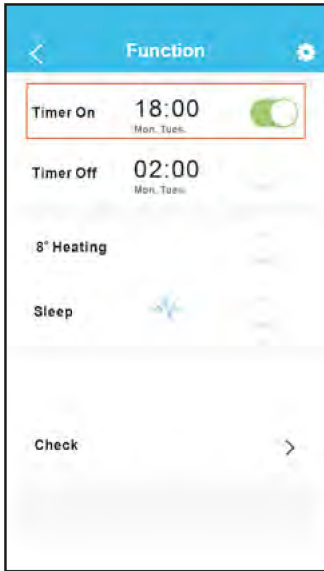 Function
Timer On 18:00
Mon. Tues.
Timer Off 02:00
Mon. Tues.
8° Heating
Sleep
Check